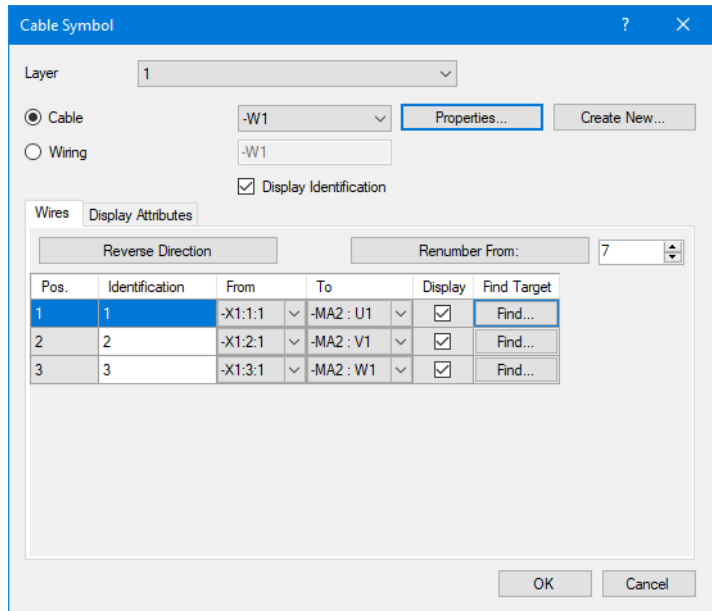 Cable Symbol ?
Layer 1
Cable -W1 Properties... Create New...
Wiring -W1
Display Identification
Wires Display Attributes
Reverse Direction Renumber From: 7
Pos. Identification From To Display Find Target
1 1 -X1:1:1 -MA2 : U1 Find...
2 2 -X1:2:1 -MA2 : V1 Find...
3 3 -X1:3:1 -MA2 : W1 Find...
OK Cancel